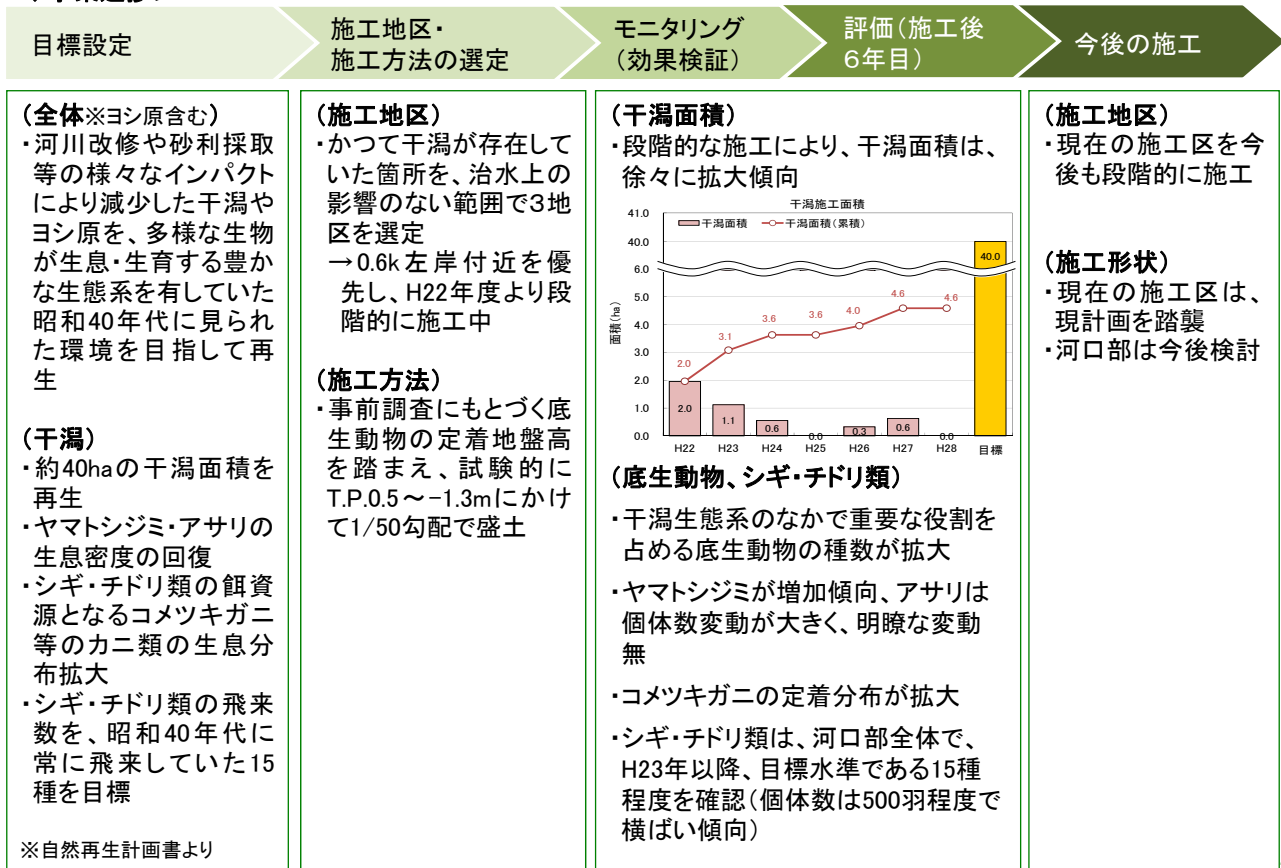 目標設定
施工地区・
施工方法の選定
モニタリング
(効果検証)
評価(施工後
6年目)
今後の施工
(全体※ヨシ原含む)
・河川改修や砂利採取
等の様々なインパクト
により減少した干潟や
ヨシ原を、多様な生物
が生息・生育する豊か
な生態系を有していた
昭和40年代に見られ
た環境を目指して再
生
(干潟)
・約40haの干潟面積を
再生
・ヤマトシジミ・アサリの
生息密度の回復
・シギ・チドリ類の餌資
源となるコメツキガニ
等のカニ類の生息分
布拡大
・シギ・チドリ類の飛来
数を、昭和40年代に
常に飛来していた15
種を目標
※自然再生計画書より
(施工地区)
・かつて干潟が存在して
いた箇所を、治水上の
影響のない範囲で3地
区を選定
→0.6k左岸付近を優
先し、H22年度より段
階的に施工中
(施工方法)
・事前調査にもとづく底
生動物の定着地盤高
を踏まえ、試験的に
T.P.0.5~-1.3mにかけ
て1/50勾配で盛土
(干潟面積)
・段階的な施工により、干潟面積は、
徐々に拡大傾向
干潟施工面積
干潟面積 干潟面積(累積)
面積(ha)
41.0
40.0
6.0
5.0
4.0
3.0
2.0
1.0
0.0
2.0 3.1 3.6 3.6 4.0 4.6 4.6
2.0 1.1 0.6 0.0 0.3 0.6 0.0 40.0
H22 H23 H24 H25 H26 H27 H28 目標
(底生動物、シギ・チドリ類)
・干潟生態系のなかで重要な役割を
占める底生動物の種数が拡大
・ヤマトシジミが増加傾向、アサリは
個体数変動が大きく、明瞭な変動
無
・コメツキガニの定着分布が拡大
・シギ・チドリ類は、河口部全体で、
H23年以降、目標水準である15種
程度を確認(個体数は500羽程度で
横ばい傾向)
(施工地区)
・現在の施工区を今
後も段階的に施工
(施工形状)
・現在の施工区は、
現計画を踏襲
・河口部は今後検討